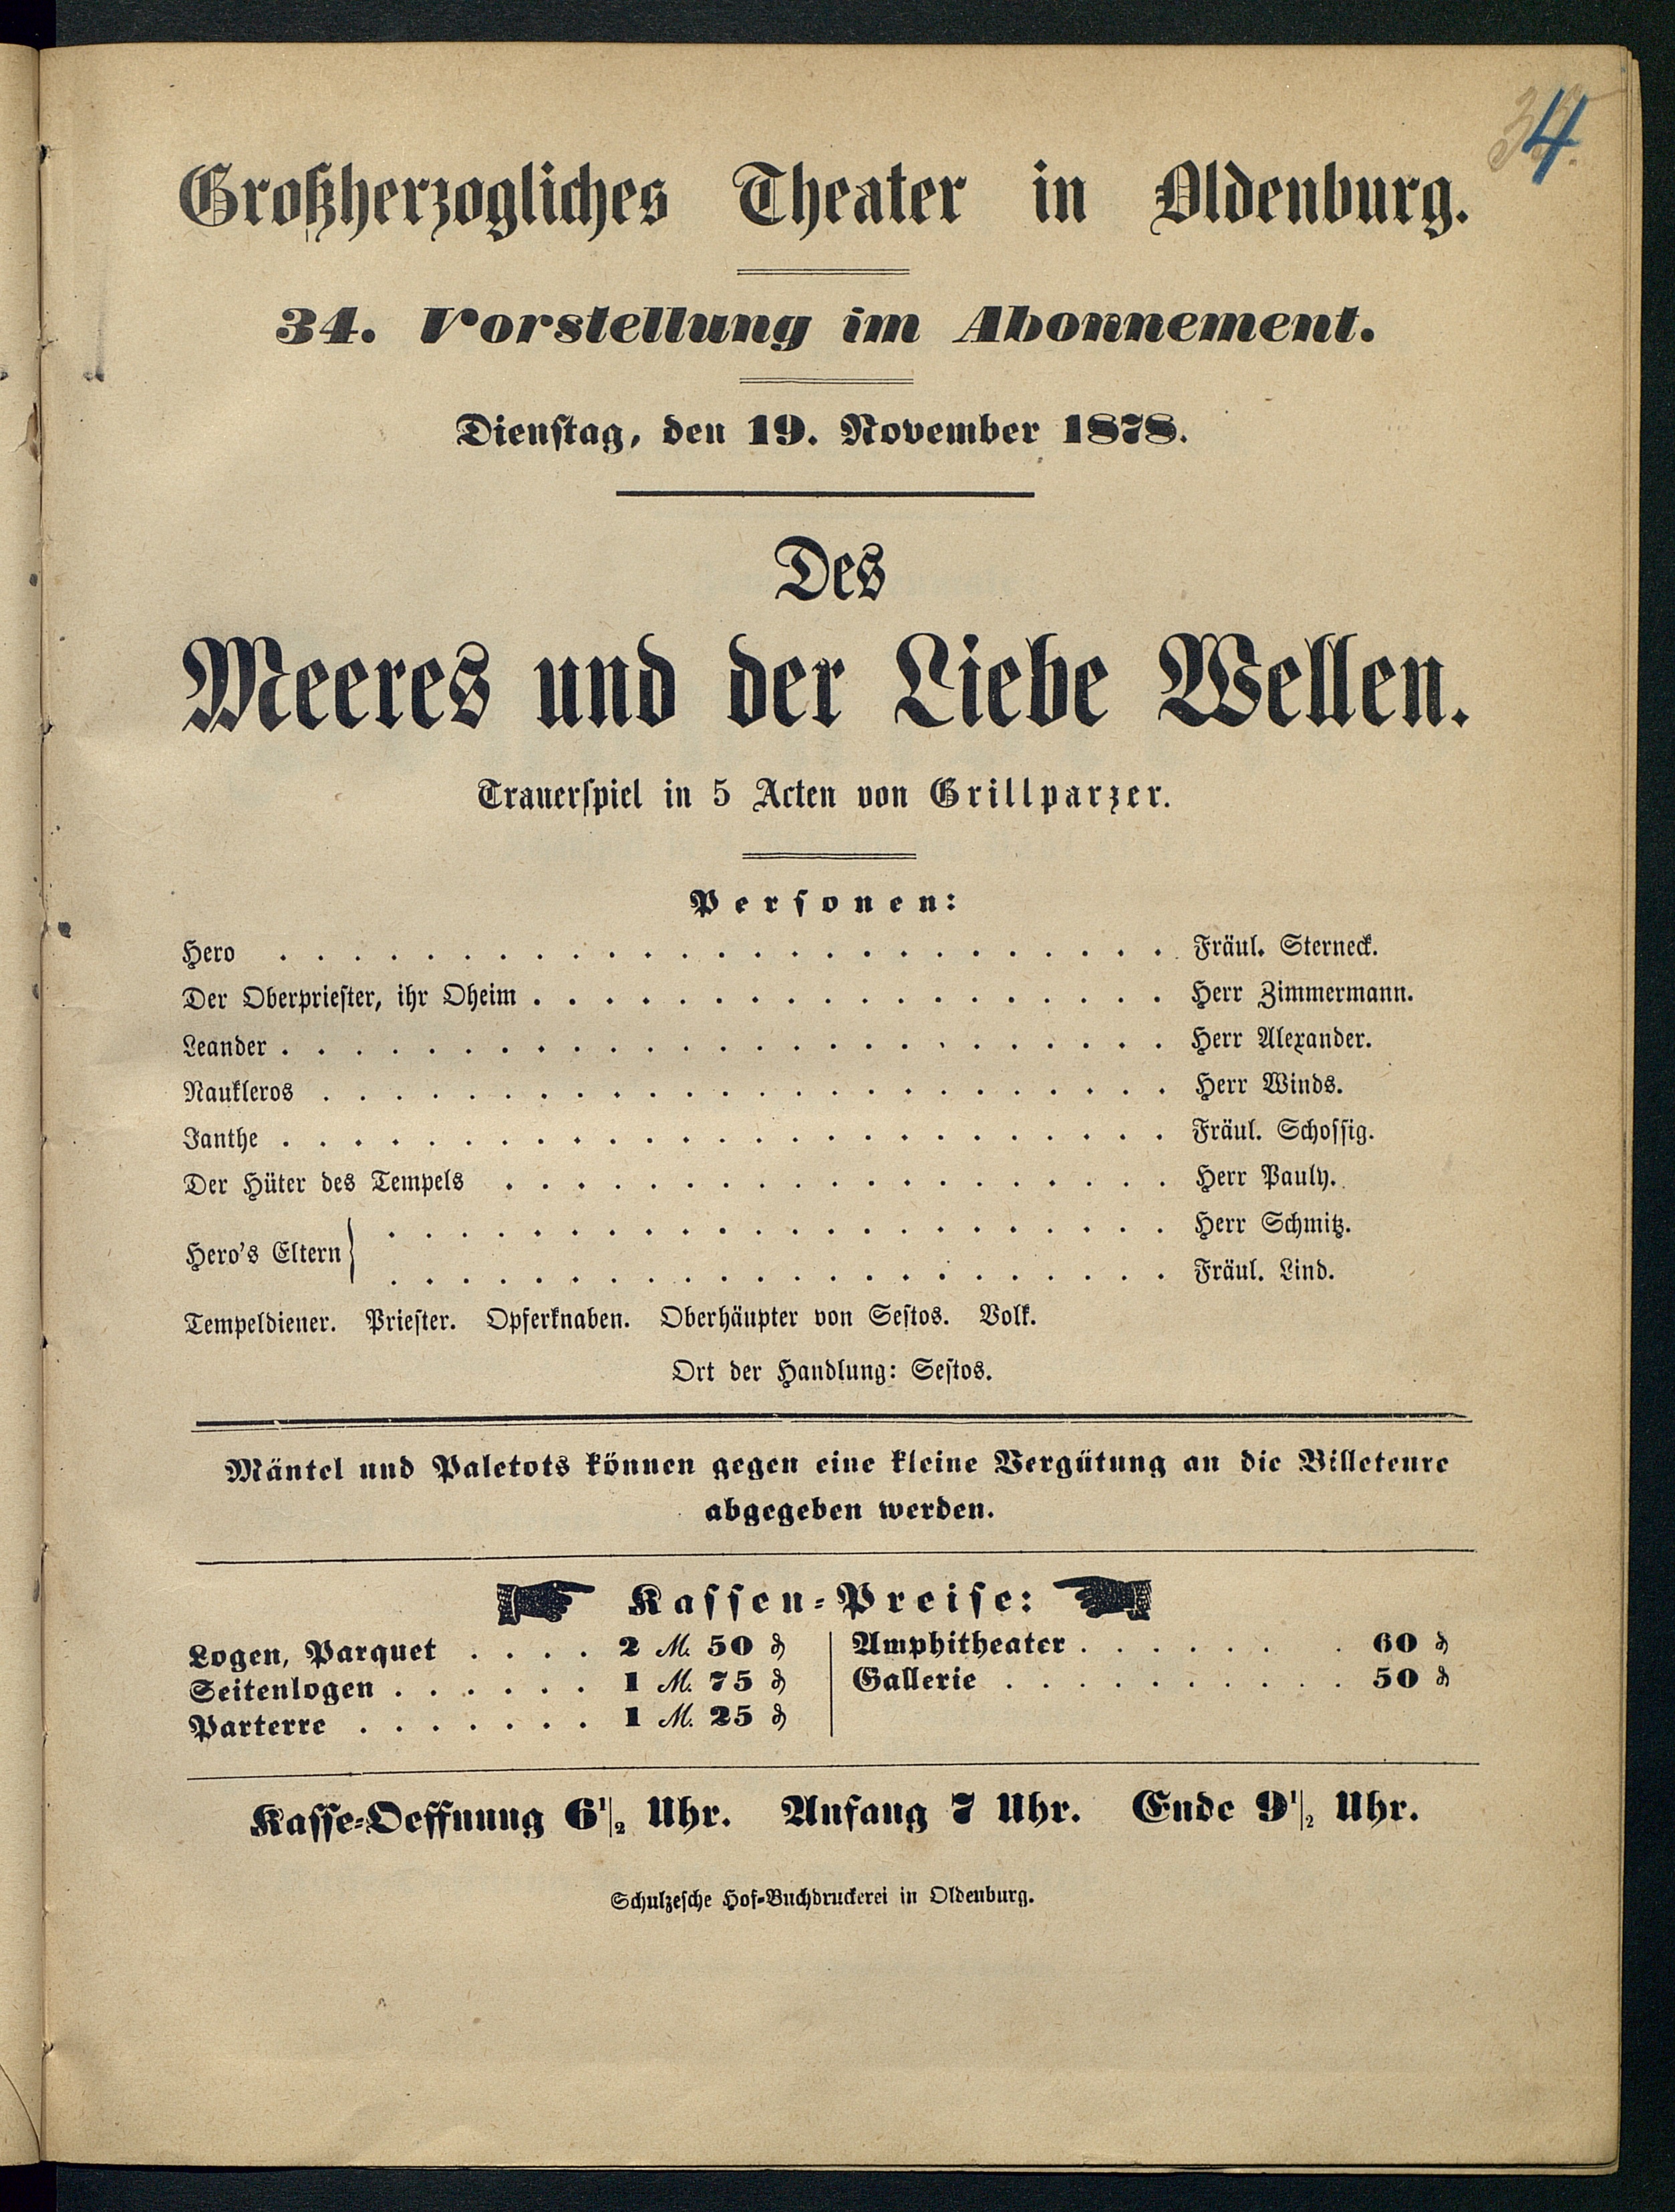 34
Großherzogliches Theater in Oldenburg.
34. Vorstellung im Abonnement.
Dienstag, den 19. November 1878.
Des
Meeres und der Liebe Wellen.
Trauerspiel in 5 Acten von Grillparzer.
Personen:
Hero . . . . . . . . . . . . . . . . . . . . . . . . . Fräul. Sterneck.
Der Oberpriester, ihr Oheim . . . . . . . . . . . . . . . . . . Herr Zimmermann.
Leander . . . . . . . . . . . . . . . . . . . . . . . . . Herr Alexander.
Naukleros . . . . . . . . . . . . . . . . . . . . . . . . Herr Winds.
Janthe . . . . . . . . . . . . . . . . . . . . . . . . . Fräul. Schossig.
Der Hüter des Tempels . . . . . . . . . . . . . . . . . . . Herr Pauly.
Hero's Eltern } . . . . . . . . . . . . . . . . . . . . . . Herr Schmitz.
. . . . . . . . . . . . . . . . . . . . . . Fräul. Lind.
Tempeldiener. Priester. Opferknaben. Oberhäupter von Sestos. Volk.
Ort der Handlung: Sestos.
Mäntel und Paletots können gegen eine kleine Vergütung an die Billeteure
abgegeben werden.
Kassen-Preise:
Logen, Parquet . . . . 2 M. 50 ₰
Seitenlogen . . . . . . 1 M. 75 ₰
Parterre . . . . . . . 1 M. 25 ₰
Amphitheater . . . . . . . 60 ₰
Gallerie . . . . . . . . . . 50 ₰
Kasse-Oeffnung 6 1/2 Uhr. Anfang 7 Uhr. Ende 9 1/2 Uhr.
Schulzesche Hof-Buchdruckerei in Oldenburg.